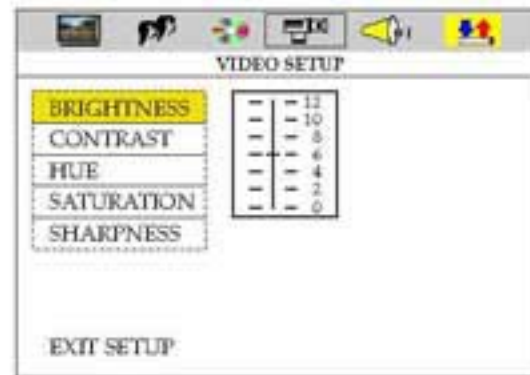 VIDEO SETUP
BRIGHTNESS
CONTRAST
HUE
SATURATION
SHARPNESS
12
10
8
6
4
2
0
EXIT SETUP